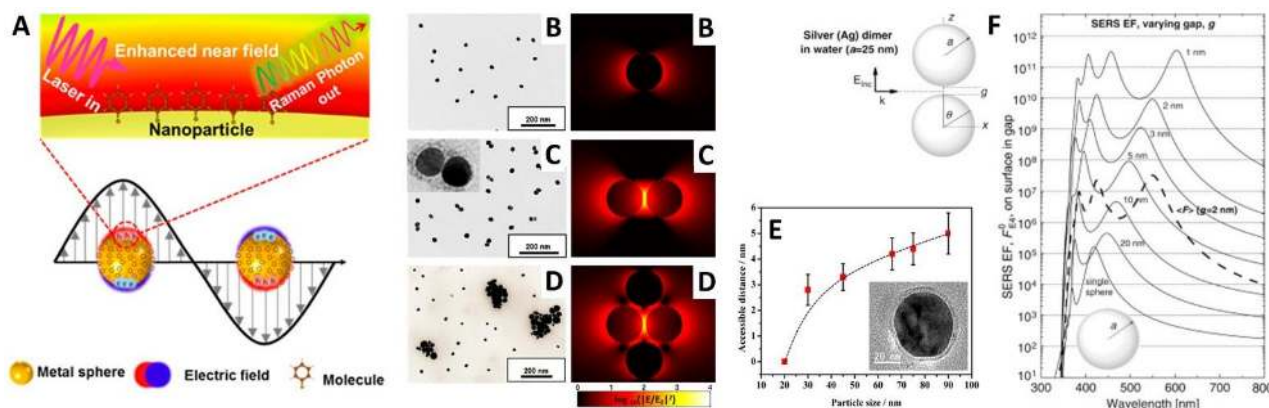 A
Enhanced near field
Laser in
Raman Photon
out
Nanoparticle
Metal sphere
Electric field
Molecule
B
200 nm
B
C
200 nm
C
D
200 nm
D
log₁₀(|E/E₀|²)
0 1 2 3 4
Silver (Ag) dimer
in water (a=25 nm)
z
a
E_Inc
k
g
θ
x
E
Accessible distance / nm
6
5
4
3
2
1
0
20 nm
10 20 30 40 50 60 70 80 90 100
Particle size / nm
F
SERS EF, varying gap, g
SERS EF, F⁰_E4, on surface in gap
10¹²
10¹¹
10¹⁰
10⁹
10⁸
10⁷
10⁶
10⁵
10⁴
10³
10²
10¹
1 nm
2 nm
3 nm
5 nm
10 nm
20 nm
<F> (g=2 nm)
single
sphere
a
300 400 500 600 700 800
Wavelength [nm]